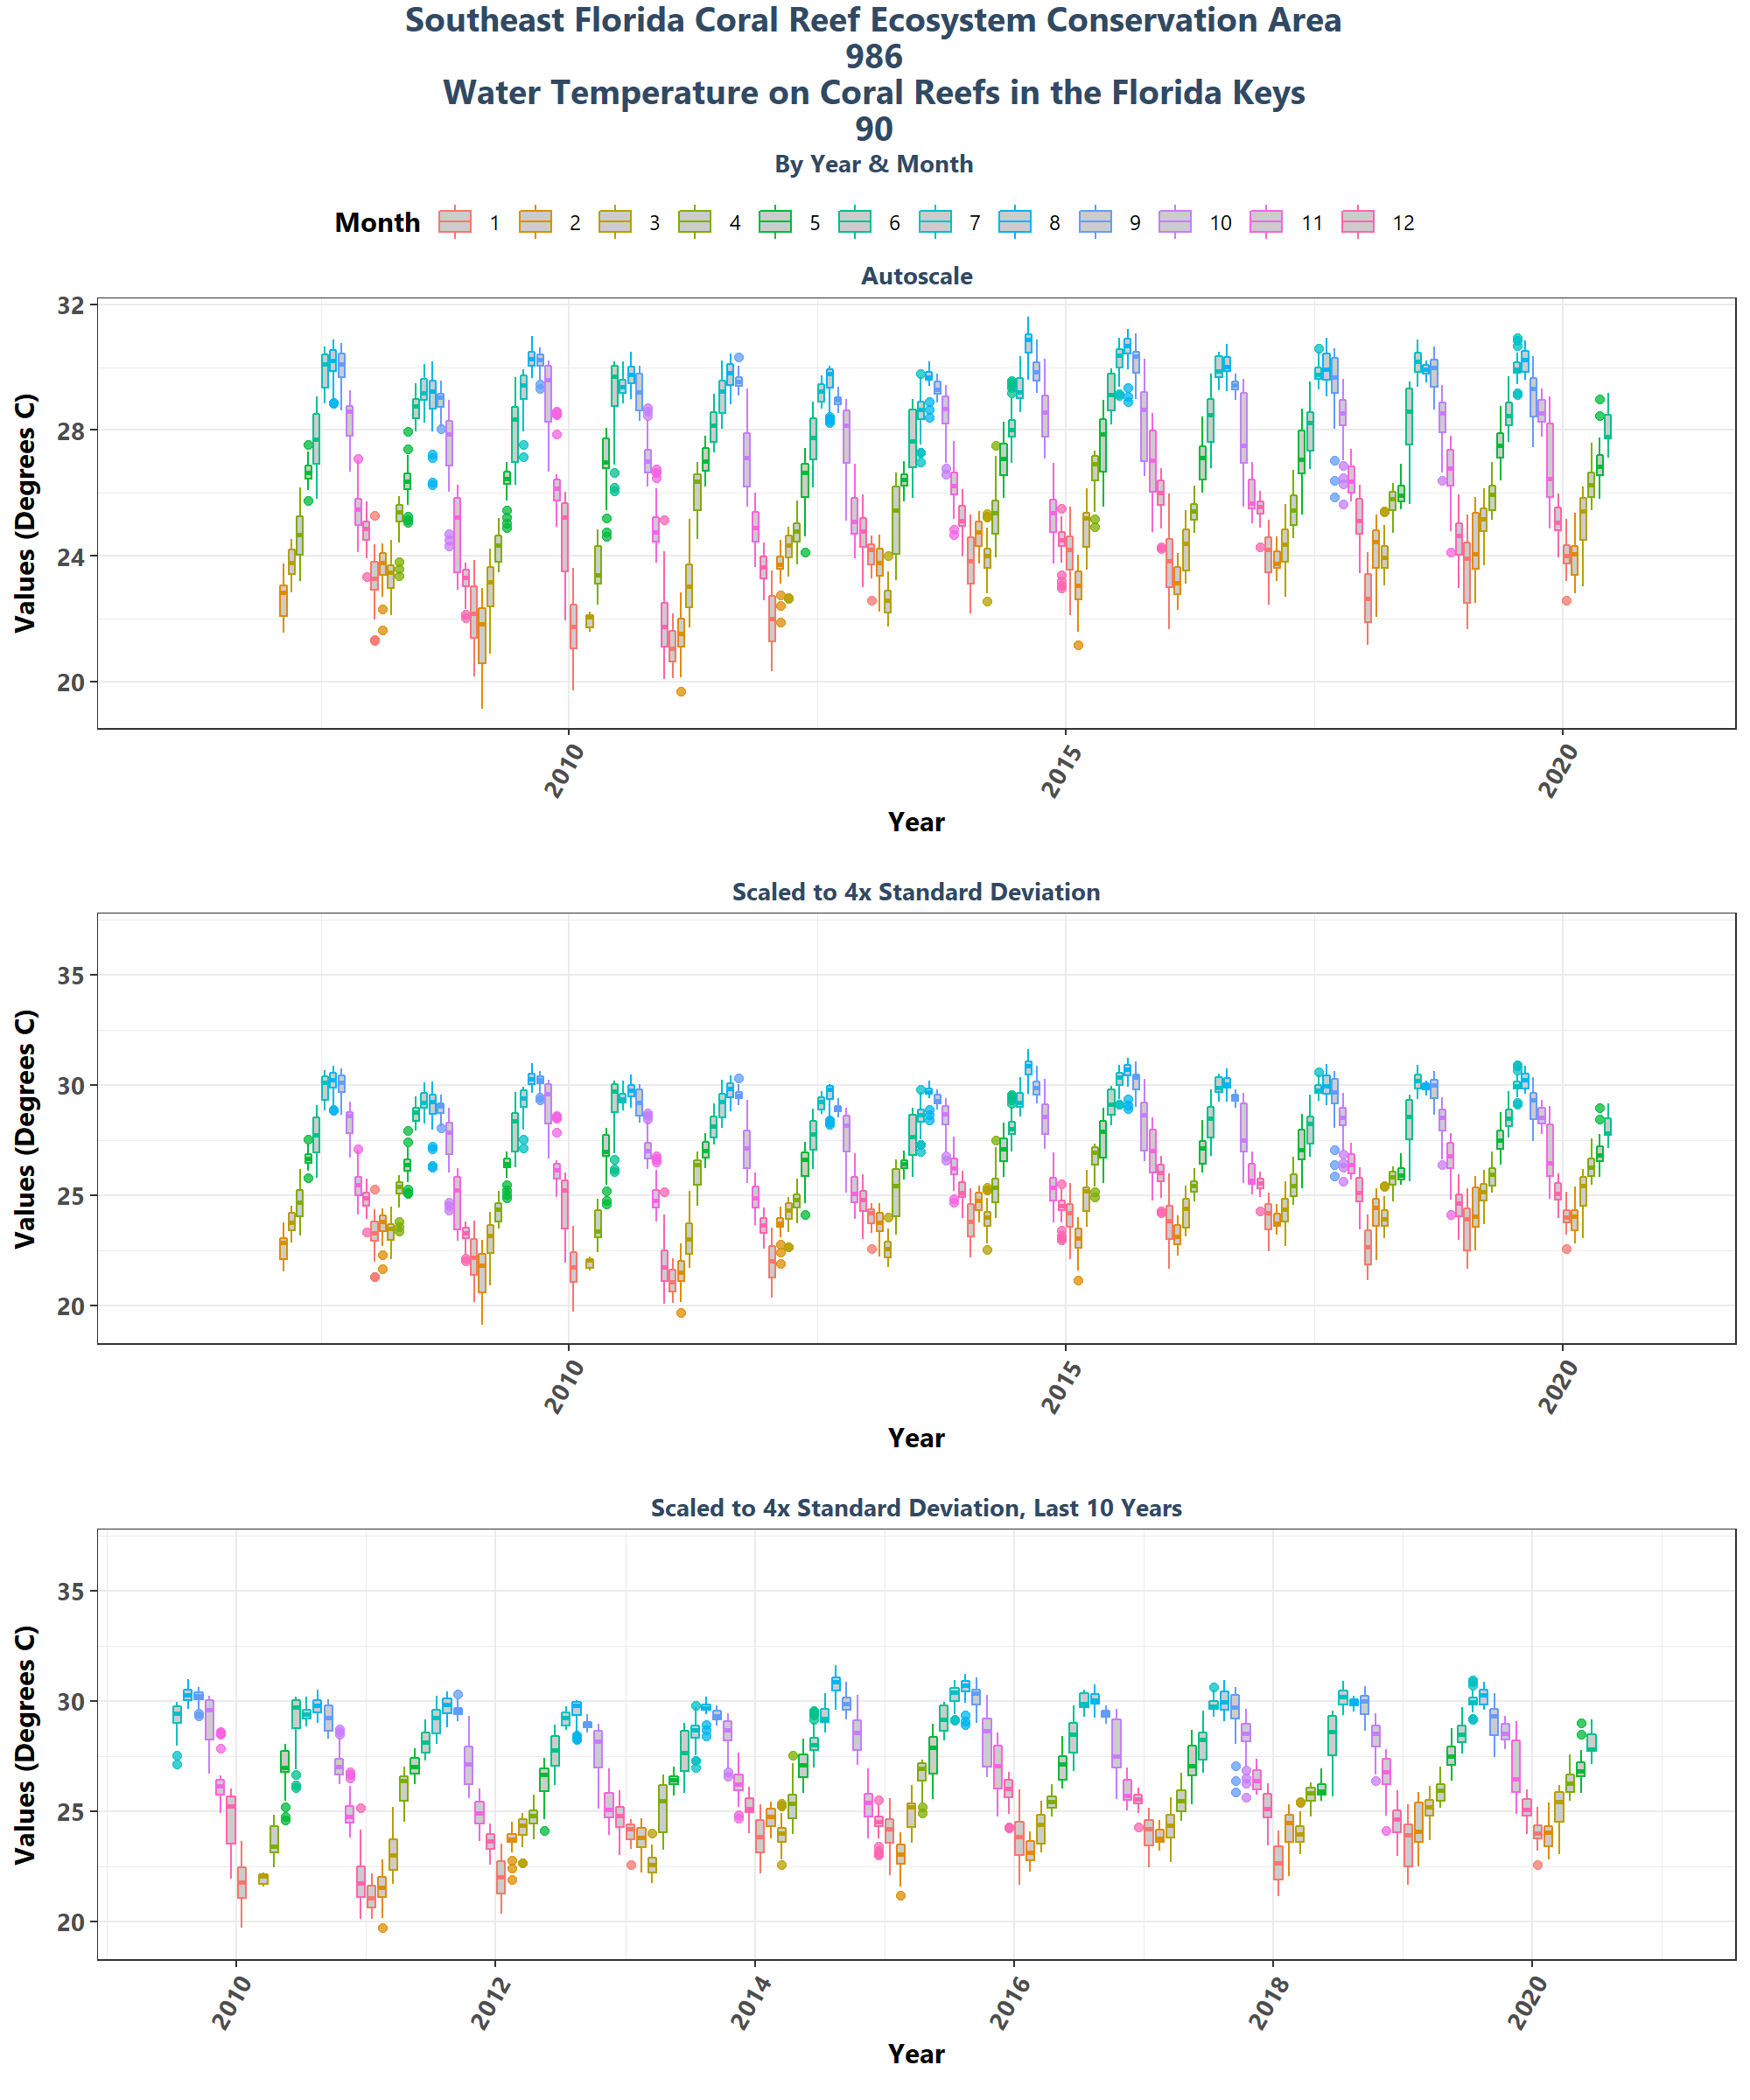 Southeast Florida Coral Reef Ecosystem Conservation Area
986
Water Temperature on Coral Reefs in the Florida Keys
90
By Year & Month
Month 1 2 3 4 5 6 7 8 9 10 11 12
Autoscale
Values (Degrees C)
32
28
24
20
2010 2015 2020
Year
Scaled to 4x Standard Deviation
Values (Degrees C)
35
30
25
20
2010 2015 2020
Year
Scaled to 4x Standard Deviation, Last 10 Years
Values (Degrees C)
35
30
25
20
2010 2012 2014 2016 2018 2020
Year